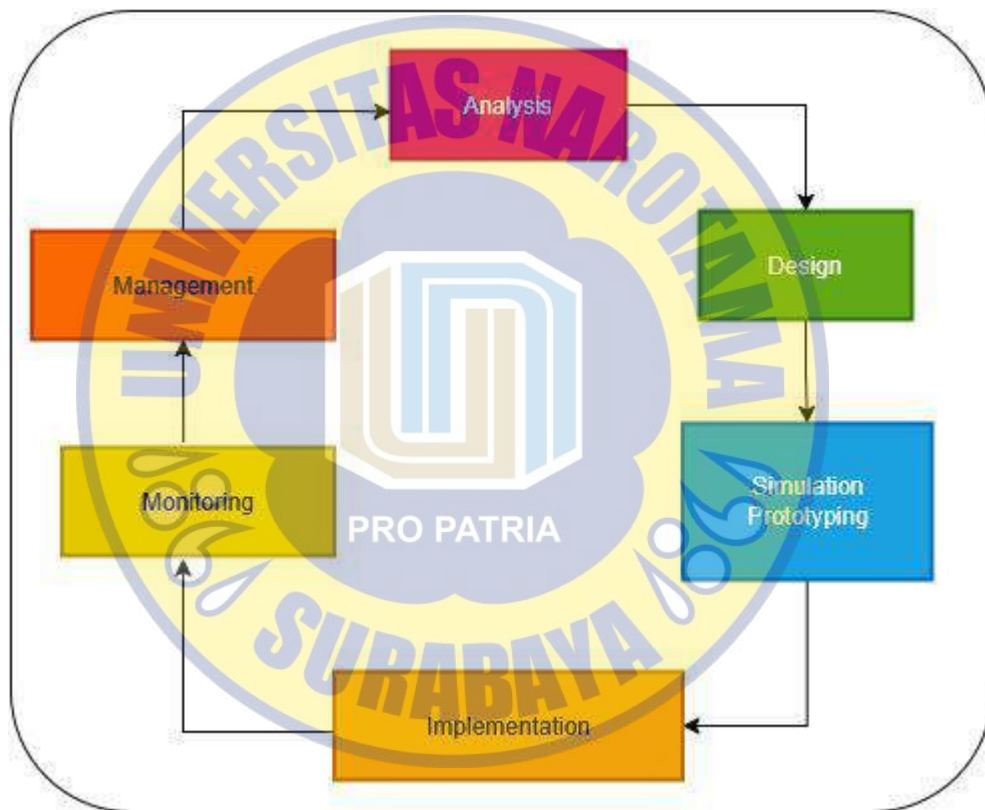 UNIVERSITAS NAROTAMA
Analysis
Design
Management
Simulation
Prototyping
Monitoring
PRO PATRIA
Implementation
SURABAYA